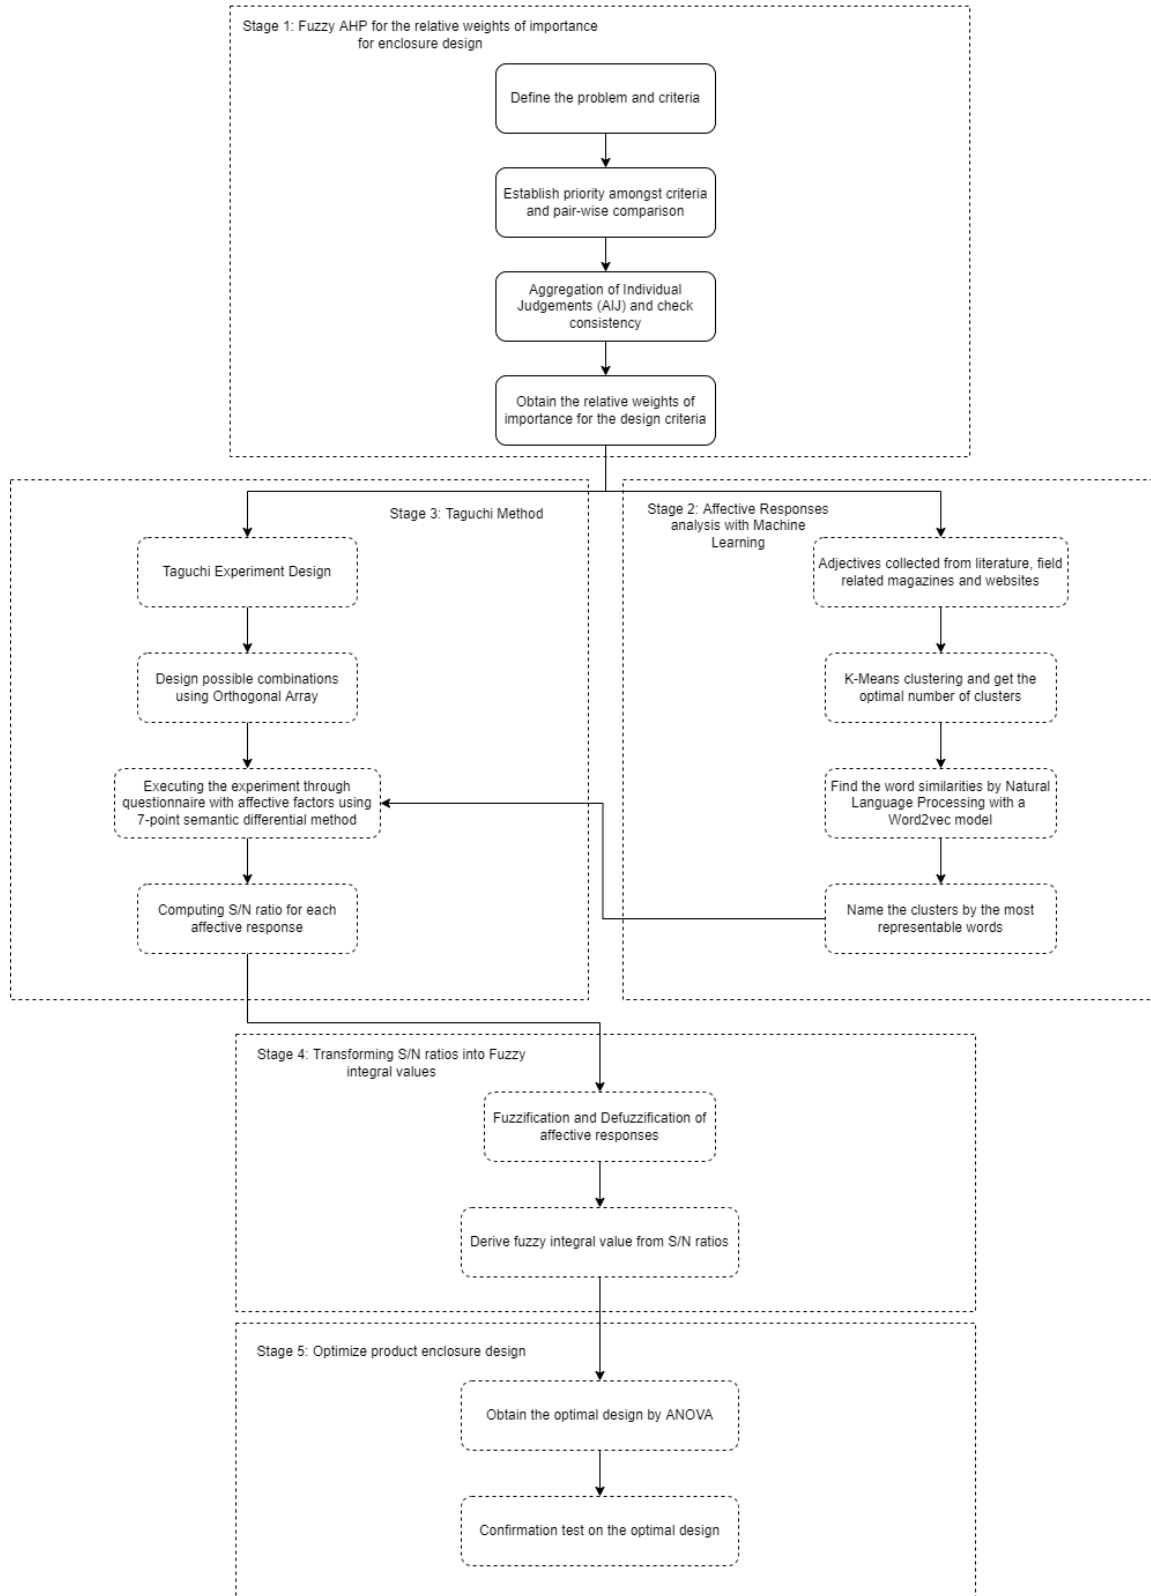 Stage 1: Fuzzy AHP for the relative weights of importance
for enclosure design
Define the problem and criteria
Establish priority amongst criteria
and pair-wise comparison
Aggregation of Individual
Judgements (AIJ) and check
consistency
Obtain the relative weights of
importance for the design criteria
Stage 3: Taguchi Method
Taguchi Experiment Design
Design possible combinations
using Orthogonal Array
Executing the experiment through
questionnaire with affective factors using
7-point semantic differential method
Computing S/N ratio for each
affective response
Stage 2: Affective Responses
analysis with Machine
Learning
Adjectives collected from literature, field
related magazines and websites
K-Means clustering and get the
optimal number of clusters
Find the word similarities by Natural
Language Processing with a
Word2vec model
Name the clusters by the most
representable words
Stage 4: Transforming S/N ratios into Fuzzy
integral values
Fuzzification and Defuzzification of
affective responses
Derive fuzzy integral value from S/N ratios
Stage 5: Optimize product enclosure design
Obtain the optimal design by ANOVA
Confirmation test on the optimal design